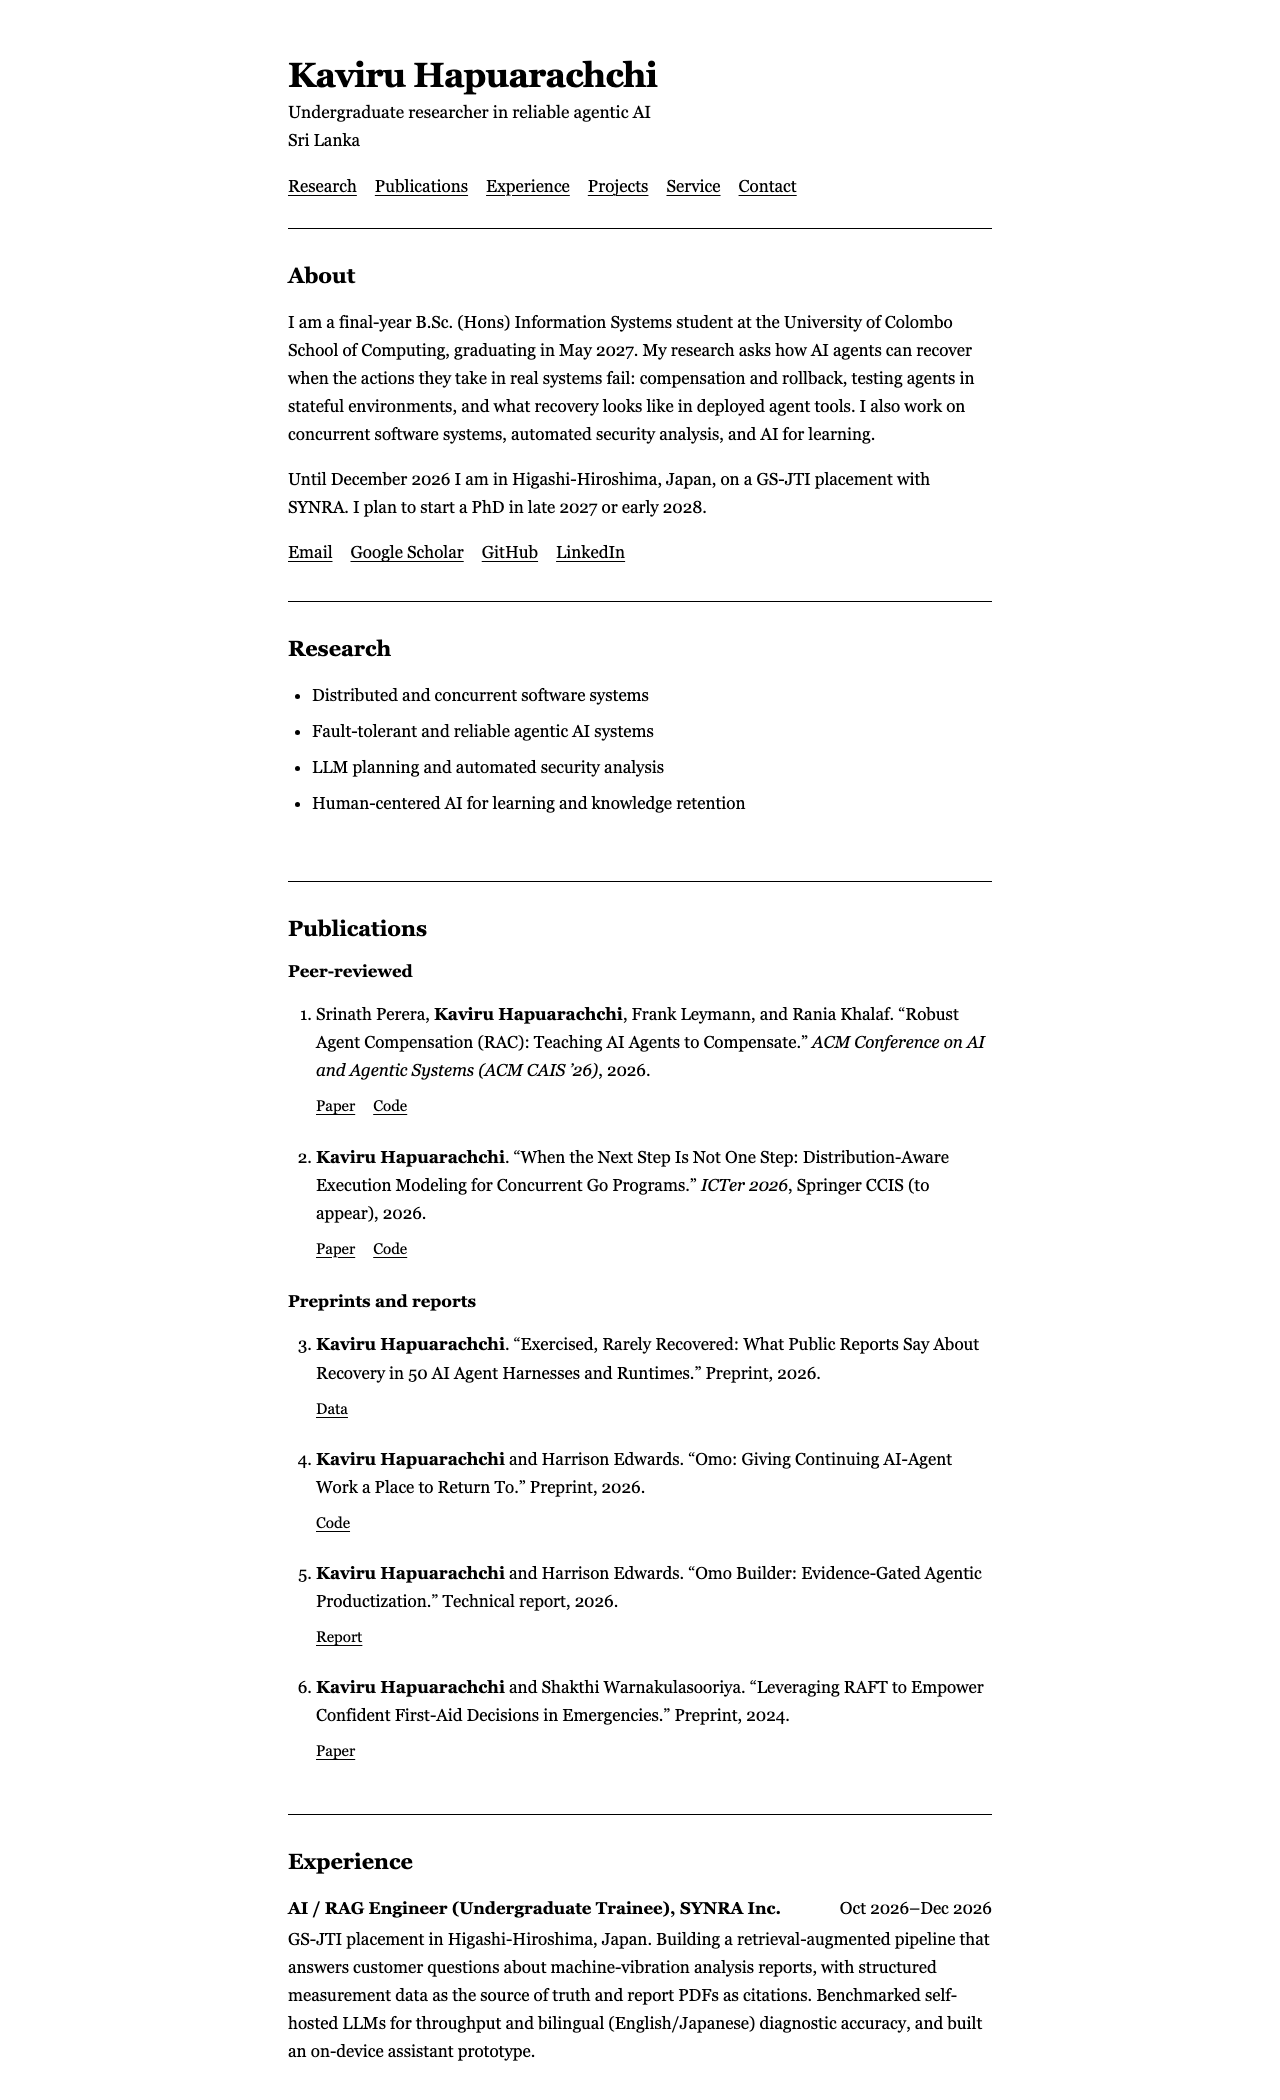 Kaviru Hapuarachchi
Undergraduate researcher in reliable agentic AI
Sri Lanka
Research Publications Experience Projects Service Contact
About
I am a final-year B.Sc. (Hons) Information Systems student at the University of Colombo
School of Computing, graduating in May 2027. My research asks how AI agents can recover
when the actions they take in real systems fail: compensation and rollback, testing agents in
stateful environments, and what recovery looks like in deployed agent tools. I also work on
concurrent software systems, automated security analysis, and AI for learning.
Until December 2026 I am in Higashi-Hiroshima, Japan, on a GS-JTI placement with
SYNRA. I plan to start a PhD in late 2027 or early 2028.
Email Google Scholar GitHub LinkedIn
Research
• Distributed and concurrent software systems
• Fault-tolerant and reliable agentic AI systems
• LLM planning and automated security analysis
• Human-centered AI for learning and knowledge retention
Publications
Peer-reviewed
1. Srinath Perera, Kaviru Hapuarachchi, Frank Leymann, and Rania Khalaf. “Robust
Agent Compensation (RAC): Teaching AI Agents to Compensate.” ACM Conference on AI
and Agentic Systems (ACM CAIS ’26), 2026.
Paper Code
2. Kaviru Hapuarachchi. “When the Next Step Is Not One Step: Distribution-Aware
Execution Modeling for Concurrent Go Programs.” ICTer 2026, Springer CCIS (to
appear), 2026.
Paper Code
Preprints and reports
3. Kaviru Hapuarachchi. “Exercised, Rarely Recovered: What Public Reports Say About
Recovery in 50 AI Agent Harnesses and Runtimes.” Preprint, 2026.
Data
4. Kaviru Hapuarachchi and Harrison Edwards. “Omo: Giving Continuing AI-Agent
Work a Place to Return To.” Preprint, 2026.
Code
5. Kaviru Hapuarachchi and Harrison Edwards. “Omo Builder: Evidence-Gated Agentic
Productization.” Technical report, 2026.
Report
6. Kaviru Hapuarachchi and Shakthi Warnakulasooriya. “Leveraging RAFT to Empower
Confident First-Aid Decisions in Emergencies.” Preprint, 2024.
Paper
Experience
AI / RAG Engineer (Undergraduate Trainee), SYNRA Inc. Oct 2026–Dec 2026
GS-JTI placement in Higashi-Hiroshima, Japan. Building a retrieval-augmented pipeline that
answers customer questions about machine-vibration analysis reports, with structured
measurement data as the source of truth and report PDFs as citations. Benchmarked self-
hosted LLMs for throughput and bilingual (English/Japanese) diagnostic accuracy, and built
an on-device assistant prototype.